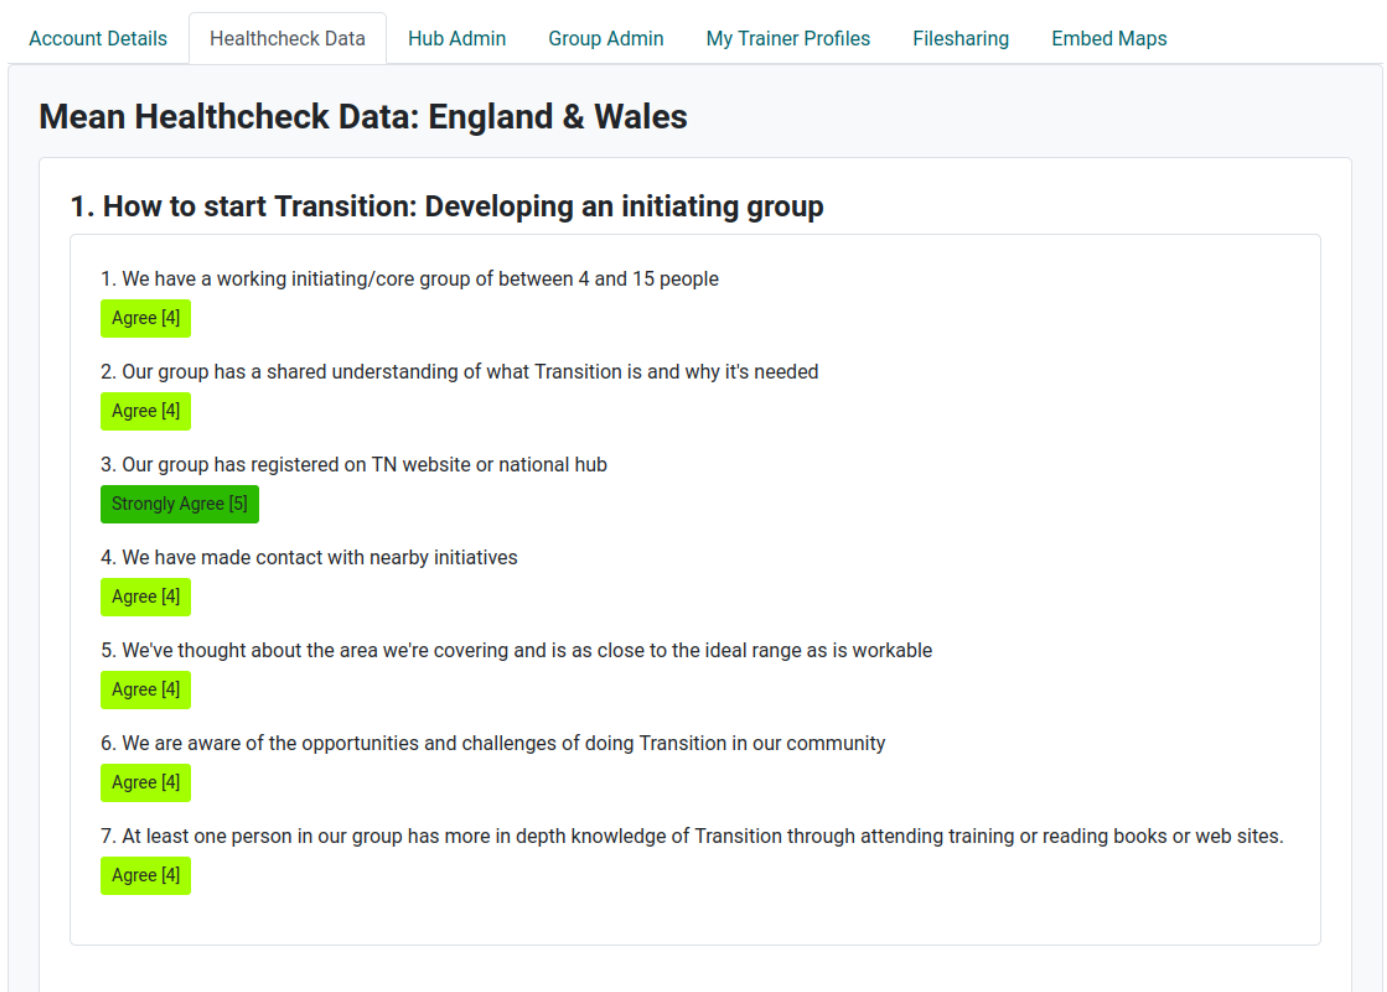 Account Details Healthcheck Data Hub Admin Group Admin My Trainer Profiles Filesharing Embed Maps
Mean Healthcheck Data: England & Wales
1. How to start Transition: Developing an initiating group
1. We have a working initiating/core group of between 4 and 15 people
Agree [4]
2. Our group has a shared understanding of what Transition is and why it's needed
Agree [4]
3. Our group has registered on TN website or national hub
Strongly Agree [5]
4. We have made contact with nearby initiatives
Agree [4]
5. We've thought about the area we're covering and is as close to the ideal range as is workable
Agree [4]
6. We are aware of the opportunities and challenges of doing Transition in our community
Agree [4]
7. At least one person in our group has more in depth knowledge of Transition through attending training or reading books or web sites.
Agree [4]